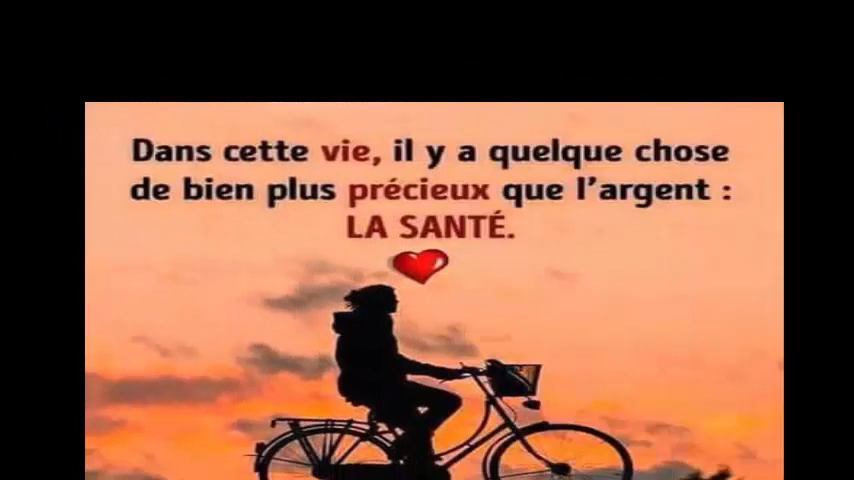 Dans cette vie, il y a quelque chose
de bien plus précieux que l'argent :
LA SANTÉ.